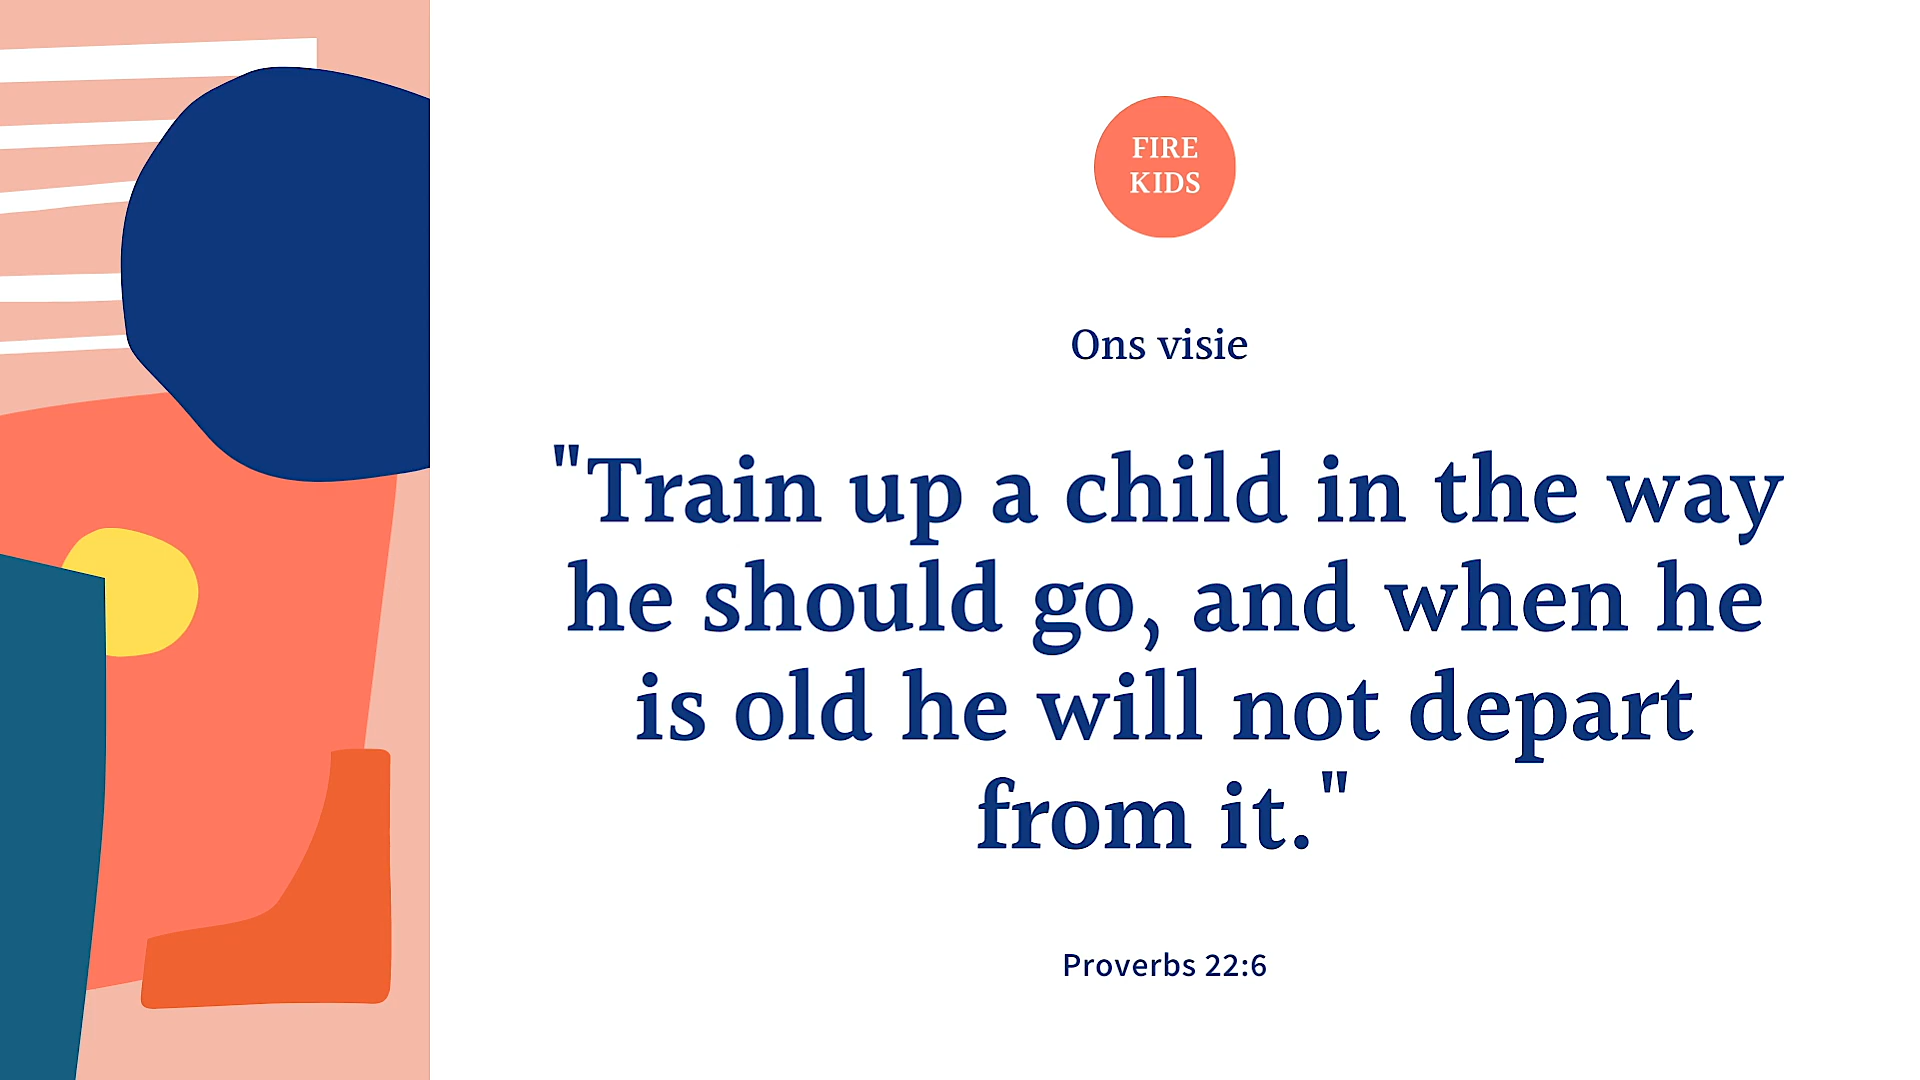 FIRE
KIDS
Ons visie
"Train up a child in the way
he should go, and when he
is old he will not depart
from it."
Proverbs 22:6